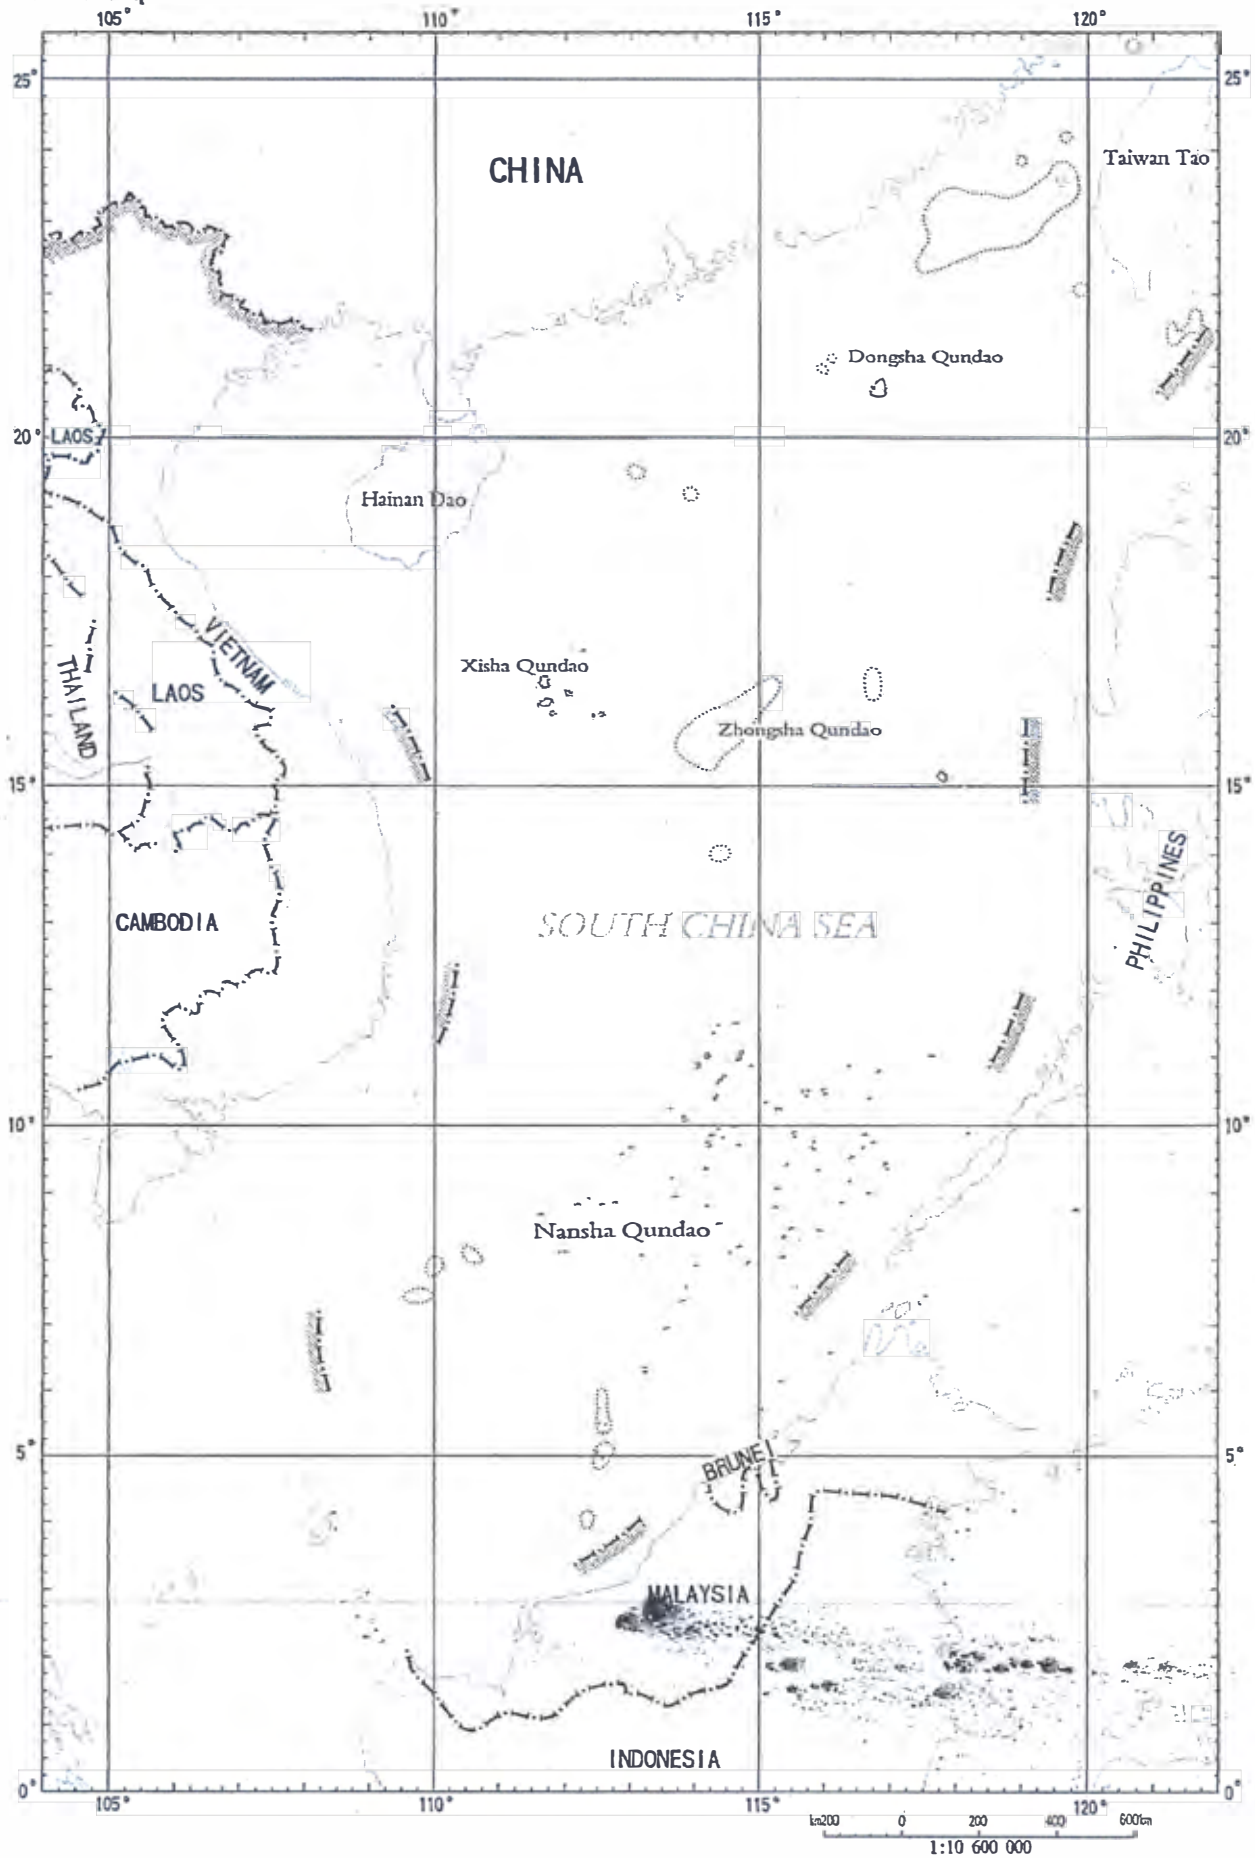 105° 110° 115° 120°
25° 25°
CHINA
Taiwan Tao
Dongsha Qundao
20° LAOS 20°
Hainan Dao
VIETNAM
THAILAND
LAOS
Xisha Qundao
Zhongsha Qundao
15° 15°
CAMBODIA
SOUTH CHINA SEA
PHILIPPINES
10° 10°
Nansha Qundao
5° 5°
BRUNEI
MALAYSIA
INDONESIA
0° 0°
105° 110° 115° 120°
km200 0 200 400 600km
1:10 600 000